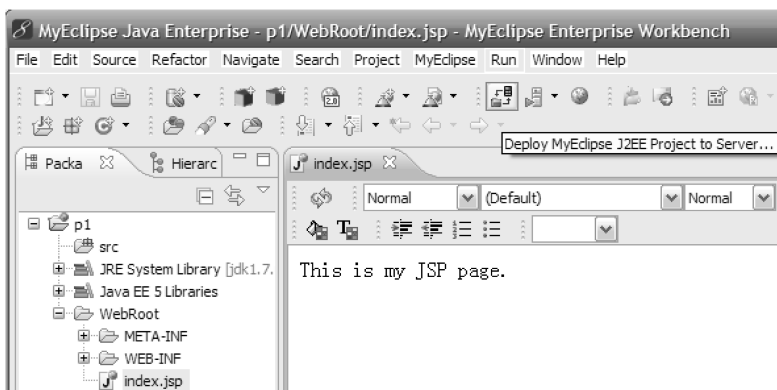 MyEclipse Java Enterprise - p1/WebRoot/index.jsp - MyEclipse Enterprise Workbench
File Edit Source Refactor Navigate Search Project MyEclipse Run Window Help
2.0
Deploy MyEclipse J2EE Project to Server...
Packa Hierarc index.jsp
Normal (Default) Normal
p1
src
JRE System Library [jdk1.7.
Java EE 5 Libraries
WebRoot
META-INF
WEB-INF
index.jsp
This is my JSP page.